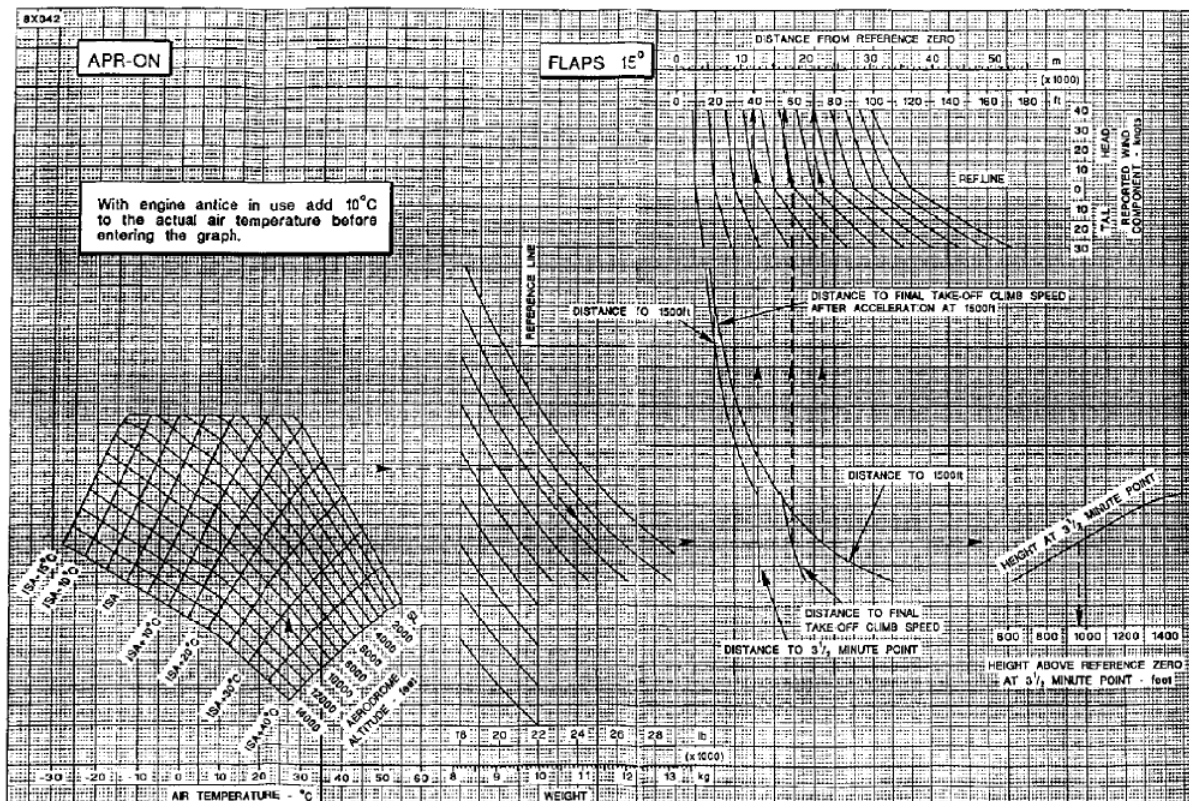 8X042
APR-ON
FLAPS 15°
DISTANCE FROM REFERENCE ZERO
0 10 20 30 40 50 m
(x 1000)
0 20 40 60 80 100 120 140 160 180 ft
With engine antice in use add 10°C
to the actual air temperature before
entering the graph.
40
30
20
10
0
10
20
30
TAIL HEAD
REPORTED WIND
COMPONENT - knots
REF.LINE
REFERENCE LINE
DISTANCE TO 1500ft
DISTANCE TO FINAL TAKE-OFF CLIMB SPEED
AFTER ACCELERATION AT 1500ft
DISTANCE TO 1500ft
HEIGHT AT 3½ MINUTE POINT
DISTANCE TO FINAL
TAKE-OFF CLIMB SPEED
DISTANCE TO 3½ MINUTE POINT
600 800 1000 1200 1400
HEIGHT ABOVE REFERENCE ZERO
AT 3½ MINUTE POINT - feet
ISA-15°C
ISA-10°C
ISA
ISA+10°C
ISA+20°C
ISA+30°C
ISA+40°C
SL
2000
4000
6000
8000
10000
12000
14000
AERODROME
ALTITUDE - feet
18 20 22 24 26 28 lb
(x 1000)
-30 -20 -10 0 10 20 30 40 50 60
8 9 10 11 12 13 kg
AIR TEMPERATURE - °C
WEIGHT